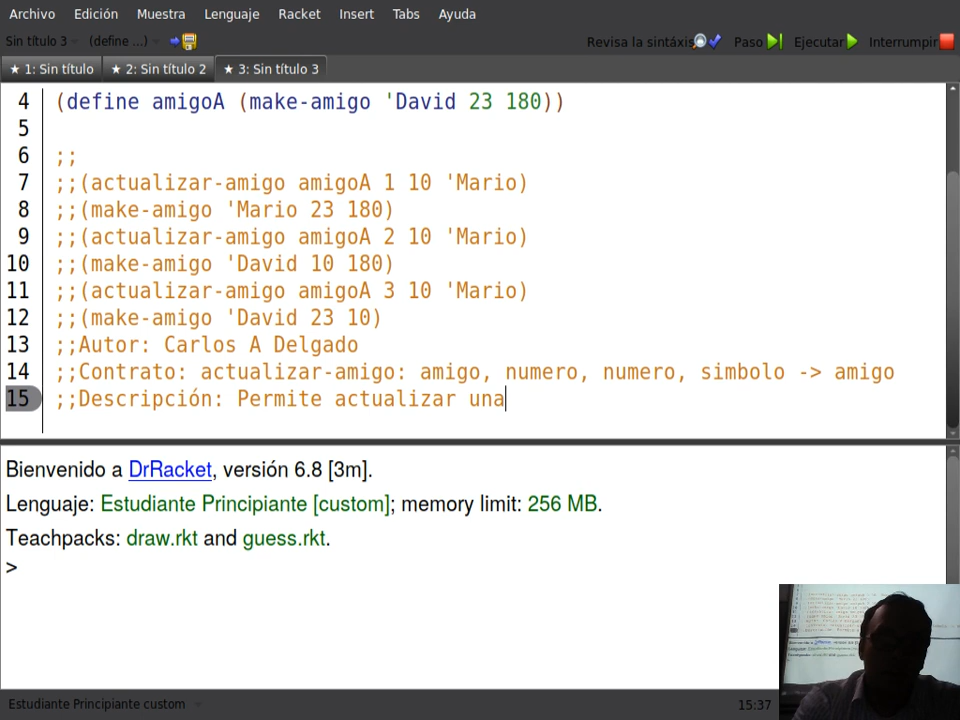 Archivo Edición Muestra Lenguaje Racket Insert Tabs Ayuda
Sin título 3 (define ...) Revisa la sintáxis Paso Ejecutar Interrumpir
★ 1: Sin título ★ 2: Sin título 2 ★ 3: Sin título 3
4 (define amigoA (make-amigo 'David 23 180))
5
6 ;;
7 ;;(actualizar-amigo amigoA 1 10 'Mario)
8 ;;(make-amigo 'Mario 23 180)
9 ;;(actualizar-amigo amigoA 2 10 'Mario)
10 ;;(make-amigo 'David 10 180)
11 ;;(actualizar-amigo amigoA 3 10 'Mario)
12 ;;(make-amigo 'David 23 10)
13 ;;Autor: Carlos A Delgado
14 ;;Contrato: actualizar-amigo: amigo, numero, numero, simbolo -> amigo
15 ;;Descripción: Permite actualizar una
Bienvenido a DrRacket, versión 6.8 [3m].
Lenguaje: Estudiante Principiante [custom]; memory limit: 256 MB.
Teachpacks: draw.rkt and guess.rkt.
>
Estudiante Principiante custom 15:37